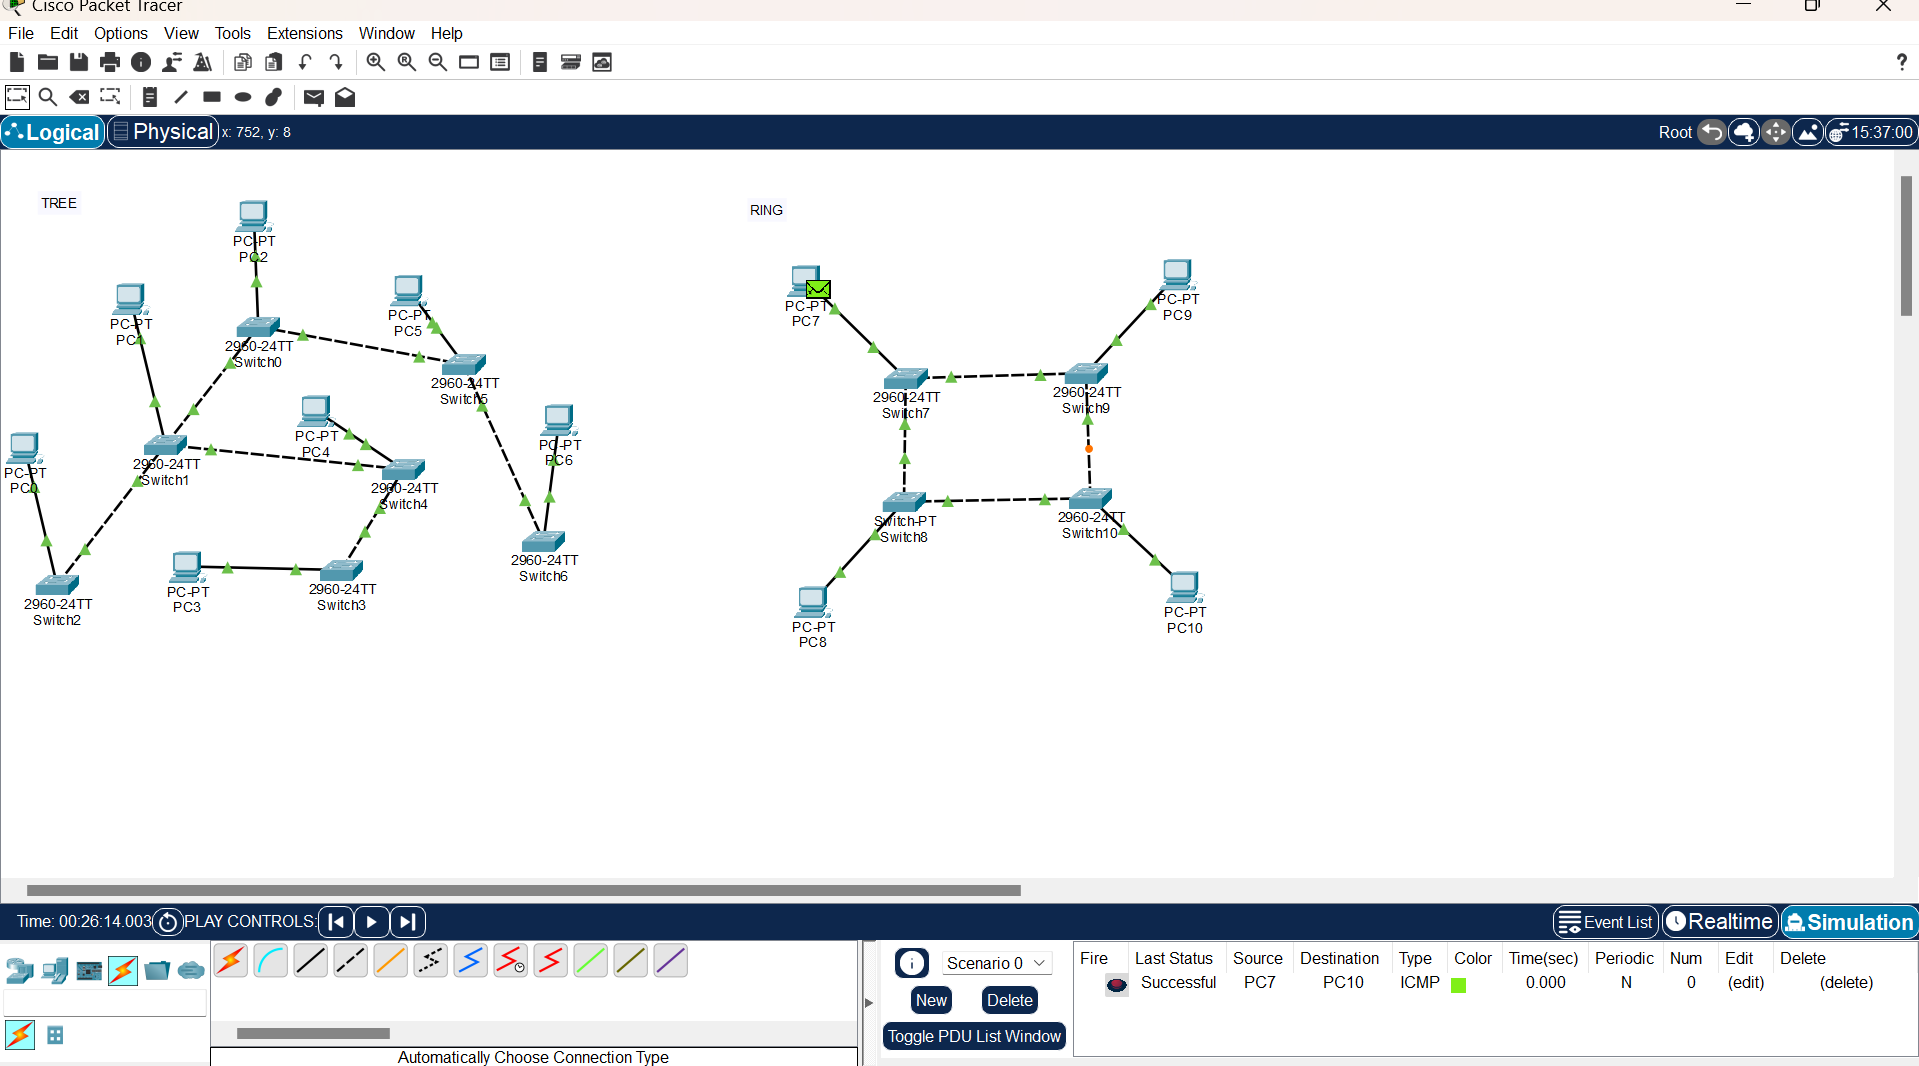 Cisco Packet Tracer
File Edit Options View Tools Extensions Window Help
Logical Physical x: 752, y: 8 Root 15:37:00
TREE
RING
PC-PT
PC2
PC-PT
PC1
PC-PT
PC5
2960-24TT
Switch0
2960-24TT
Switch5
PC-PT
PC4
PC-PT
PC6
PC-PT
PC0
2960-24TT
Switch1
2960-24TT
Switch4
2960-24TT
Switch6
PC-PT
PC3
2960-24TT
Switch3
2960-24TT
Switch2
PC-PT
PC7
PC-PT
PC9
2960-24TT
Switch7
2960-24TT
Switch9
Switch-PT
Switch8
2960-24TT
Switch10
PC-PT
PC8
PC-PT
PC10
Time: 00:26:14.003 PLAY CONTROLS: Event List Realtime Simulation
Scenario 0
New Delete
Toggle PDU List Window
Fire Last Status Source Destination Type Color Time(sec) Periodic Num Edit Delete
Successful PC7 PC10 ICMP 0.000 N 0 (edit) (delete)
Automatically Choose Connection Type